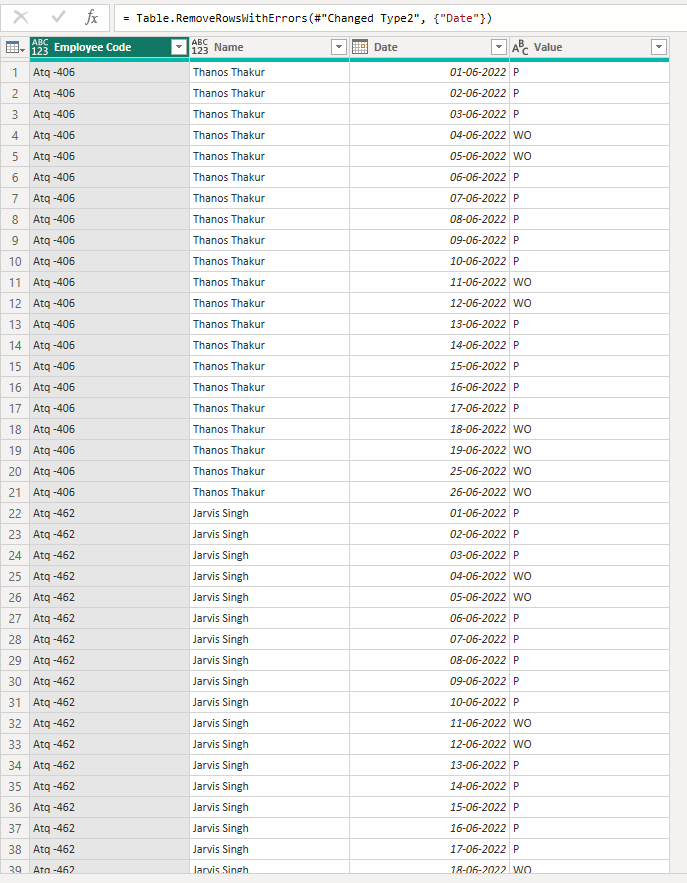 fx = Table.RemoveRowsWithErrors(#"Changed Type2", {"Date"})
ABC 123 Employee Code ABC 123 Name Date ABC Value
1 Atq -406 Thanos Thakur 01-06-2022 P
2 Atq -406 Thanos Thakur 02-06-2022 P
3 Atq -406 Thanos Thakur 03-06-2022 P
4 Atq -406 Thanos Thakur 04-06-2022 WO
5 Atq -406 Thanos Thakur 05-06-2022 WO
6 Atq -406 Thanos Thakur 06-06-2022 P
7 Atq -406 Thanos Thakur 07-06-2022 P
8 Atq -406 Thanos Thakur 08-06-2022 P
9 Atq -406 Thanos Thakur 09-06-2022 P
10 Atq -406 Thanos Thakur 10-06-2022 P
11 Atq -406 Thanos Thakur 11-06-2022 WO
12 Atq -406 Thanos Thakur 12-06-2022 WO
13 Atq -406 Thanos Thakur 13-06-2022 P
14 Atq -406 Thanos Thakur 14-06-2022 P
15 Atq -406 Thanos Thakur 15-06-2022 P
16 Atq -406 Thanos Thakur 16-06-2022 P
17 Atq -406 Thanos Thakur 17-06-2022 P
18 Atq -406 Thanos Thakur 18-06-2022 WO
19 Atq -406 Thanos Thakur 19-06-2022 WO
20 Atq -406 Thanos Thakur 25-06-2022 WO
21 Atq -406 Thanos Thakur 26-06-2022 WO
22 Atq -462 Jarvis Singh 01-06-2022 P
23 Atq -462 Jarvis Singh 02-06-2022 P
24 Atq -462 Jarvis Singh 03-06-2022 P
25 Atq -462 Jarvis Singh 04-06-2022 WO
26 Atq -462 Jarvis Singh 05-06-2022 WO
27 Atq -462 Jarvis Singh 06-06-2022 P
28 Atq -462 Jarvis Singh 07-06-2022 P
29 Atq -462 Jarvis Singh 08-06-2022 P
30 Atq -462 Jarvis Singh 09-06-2022 P
31 Atq -462 Jarvis Singh 10-06-2022 P
32 Atq -462 Jarvis Singh 11-06-2022 WO
33 Atq -462 Jarvis Singh 12-06-2022 WO
34 Atq -462 Jarvis Singh 13-06-2022 P
35 Atq -462 Jarvis Singh 14-06-2022 P
36 Atq -462 Jarvis Singh 15-06-2022 P
37 Atq -462 Jarvis Singh 16-06-2022 P
38 Atq -462 Jarvis Singh 17-06-2022 P
39 Atq -462 Jarvis Singh 18-06-2022 WO